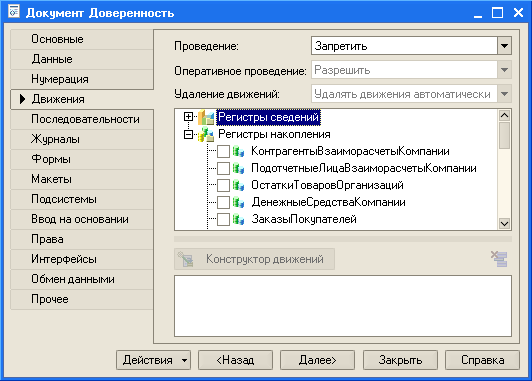 Документ Доверенность
Основные
Данные
Нумерация
Движения
Последовательности
Журналы
Формы
Макеты
Подсистемы
Ввод на основании
Права
Интерфейсы
Обмен данными
Прочее
Проведение: Запретить
Оперативное проведение: Разрешить
Удаление движений: Удалять движения автоматически
Регистры сведений
Регистры накопления
КонтрагентыВзаиморасчетыКомпании
ПодотчетныеЛицаВзаиморасчетыКомпании
ОстаткиТоваровОрганизаций
ДенежныеСредстваКомпании
ЗаказыПокупателей
Конструктор движений
Действия <Назад Далее> Закрыть Справка